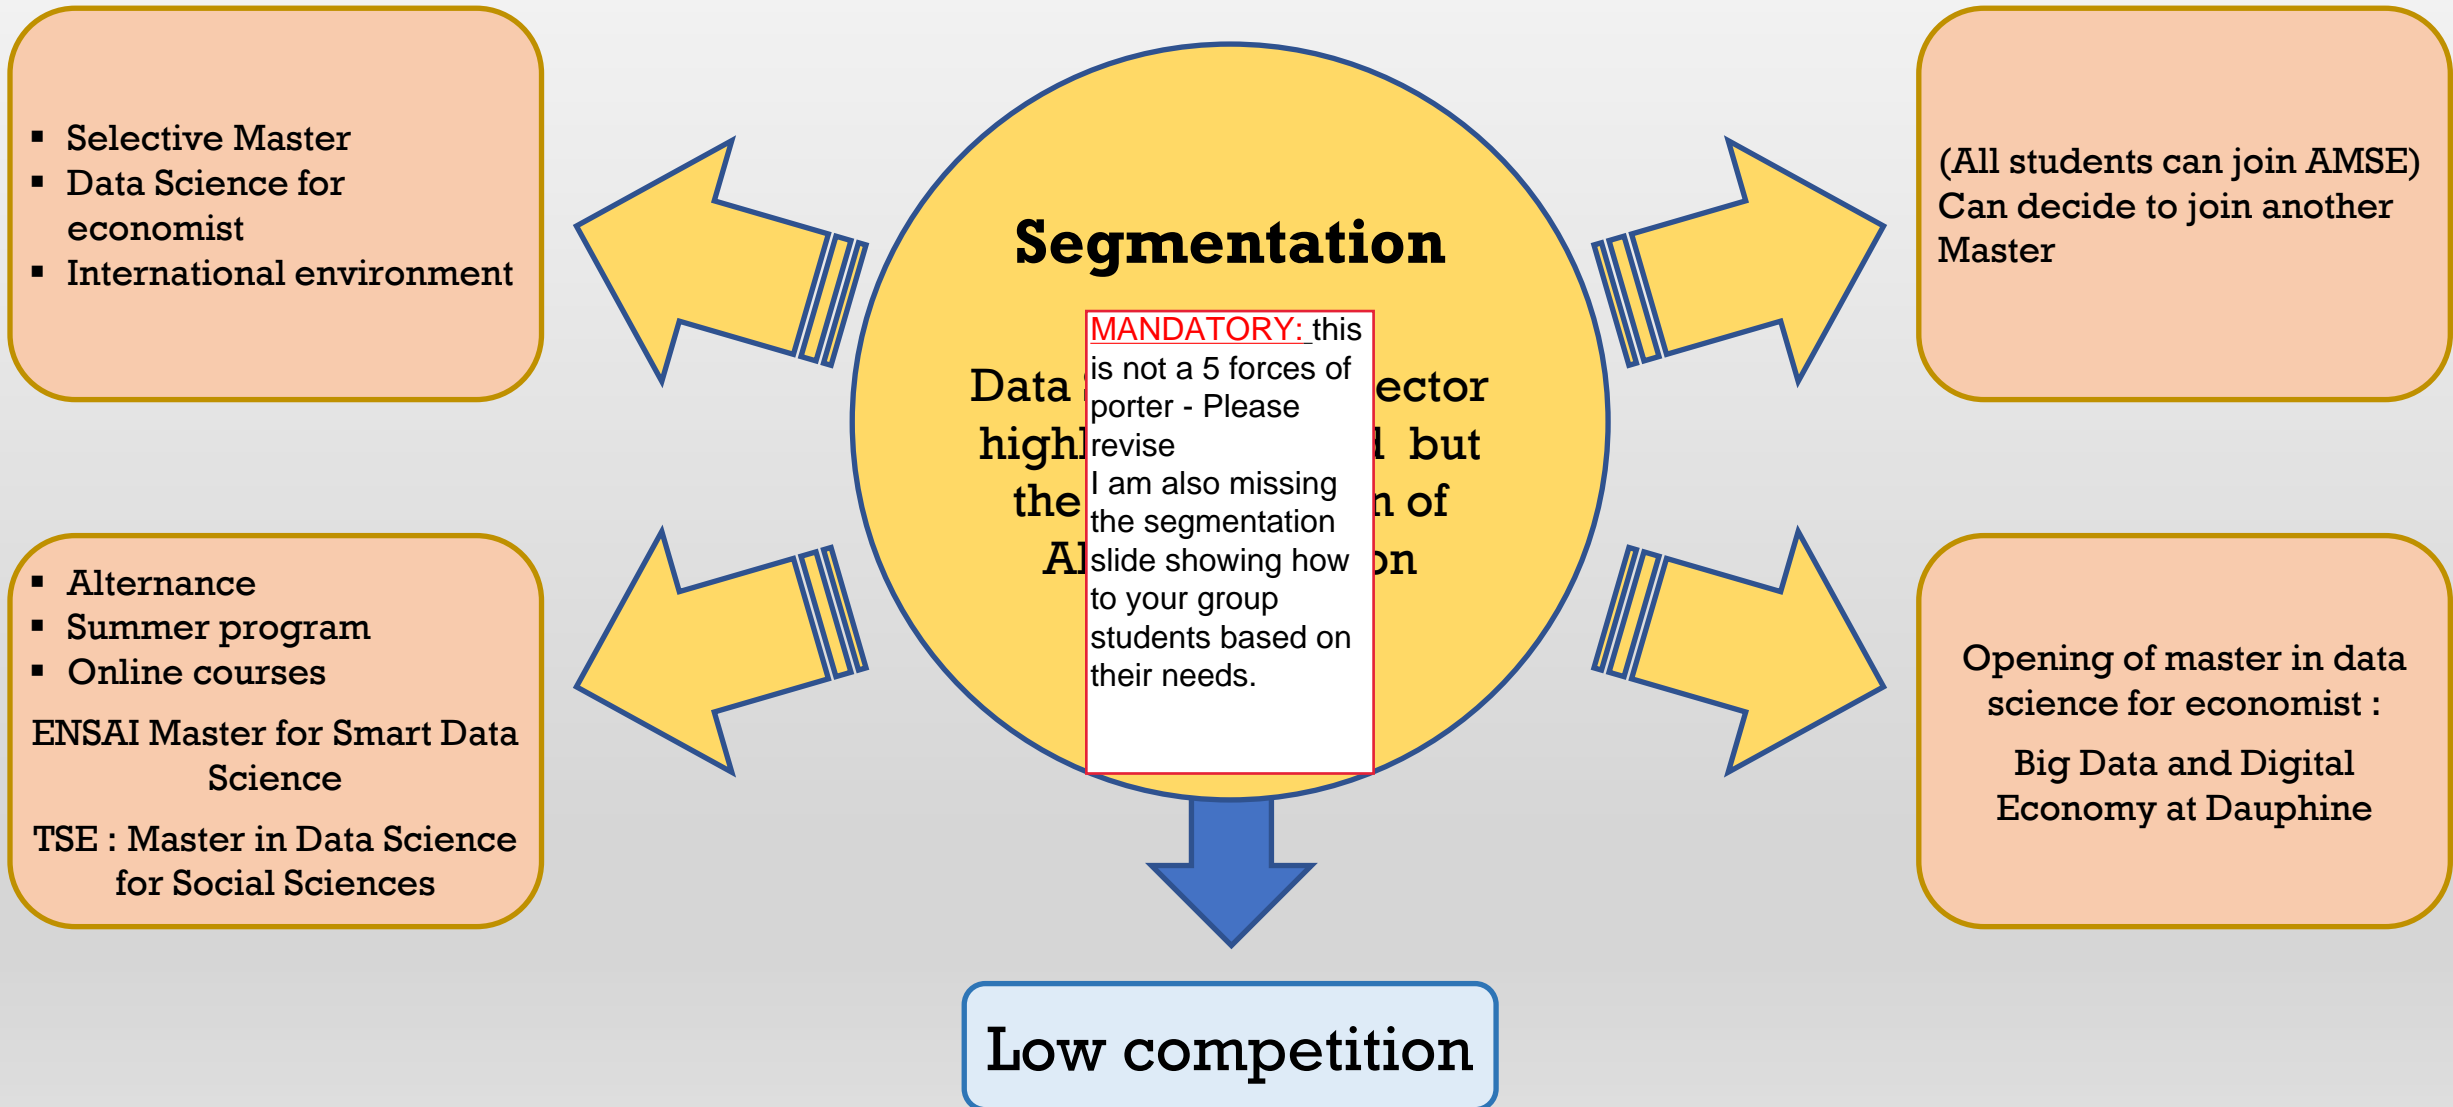 ▪ Selective Master
▪ Data Science for
economist
▪ International environment
▪ Alternance
▪ Summer program
▪ Online courses
ENSAI Master for Smart Data
Science
TSE : Master in Data Science
for Social Sciences
Segmentation
Data ector
but
the of
MANDATORY: this
is not a 5 forces of
porter - Please
revise
I am also missing
the segmentation
slide showing how
to your group
students based on
their needs.
Low competition
(All students can join AMSE)
Can decide to join another
Master
Opening of master in data
science for economist :
Big Data and Digital
Economy at Dauphine